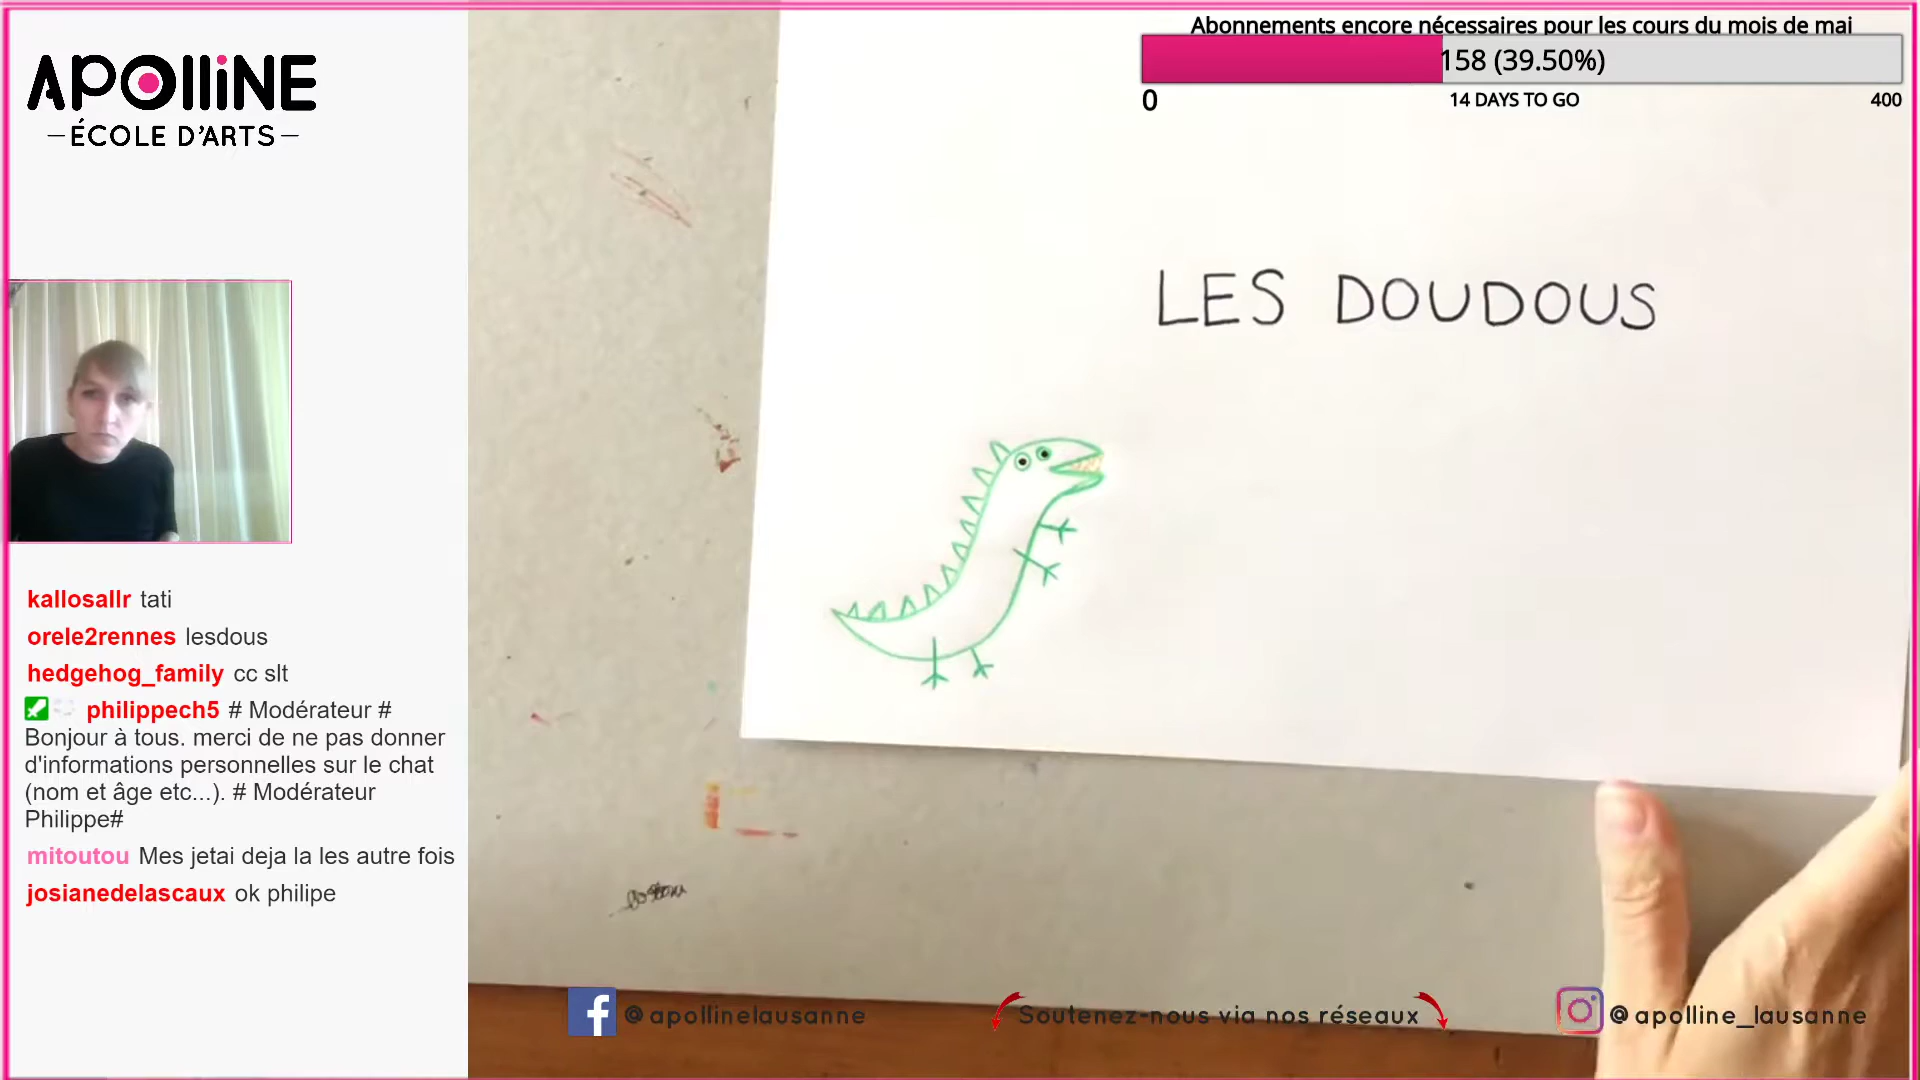 APOLLINE
–ÉCOLE D'ARTS–
Abonnements encore nécessaires pour les cours du mois de mai
158 (39.50%)
0
14 DAYS TO GO
400
LES DOUDOUS
kallosallr tati
orele2rennes lesdous
hedgehog_family cc slt
philippech5 # Modérateur #
Bonjour à tous. merci de ne pas donner
d'informations personnelles sur le chat
(nom et âge etc...). # Modérateur
Philippe#
mitoutou Mes jetai deja la les autre fois
josianedelascaux ok philipe
@apollinelausanne
Soutenez-nous via nos réseaux
@apolline_lausanne